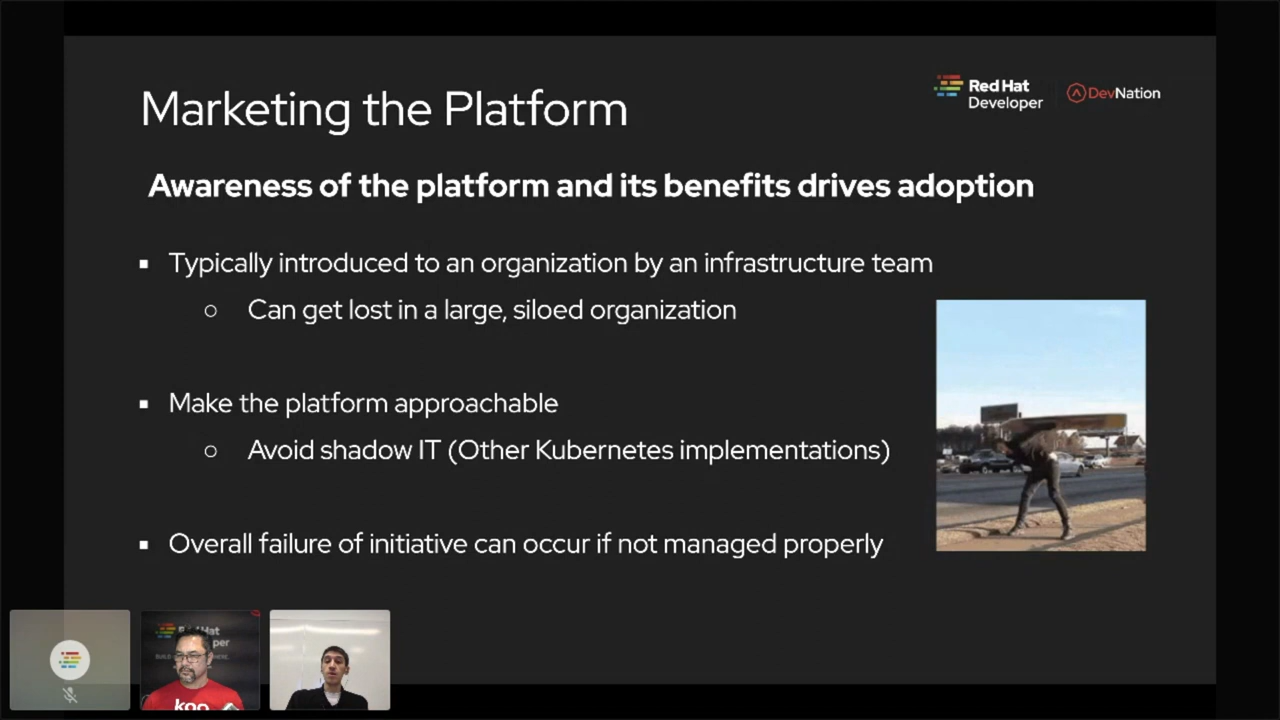 Marketing the Platform
Red Hat
Developer
DevNation
Awareness of the platform and its benefits drives adoption
▪ Typically introduced to an organization by an infrastructure team
○ Can get lost in a large, siloed organization
▪ Make the platform approachable
○ Avoid shadow IT (Other Kubernetes implementations)
▪ Overall failure of initiative can occur if not managed properly